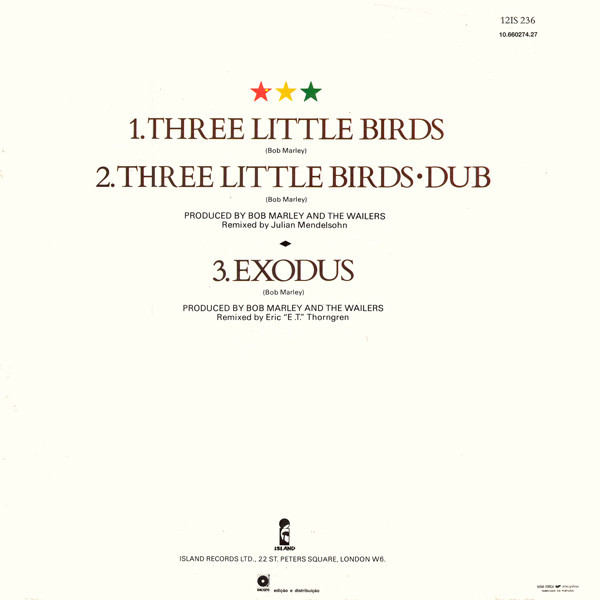 12IS 236
10.660274.27
1.THREE LITTLE BIRDS
(Bob Marley)
2.THREE LITTLE BIRDS•DUB
(Bob Marley)
PRODUCED BY BOB MARLEY AND THE WAILERS
Remixed by Julian Mendelsohn
3.EXODUS
(Bob Marley)
PRODUCED BY BOB MARLEY AND THE WAILERS
Remixed by Eric "E.T." Thorngren
ISLAND
ISLAND RECORDS LTD., 22 ST. PETERS SQUARE, LONDON W6.
edição e distribuição